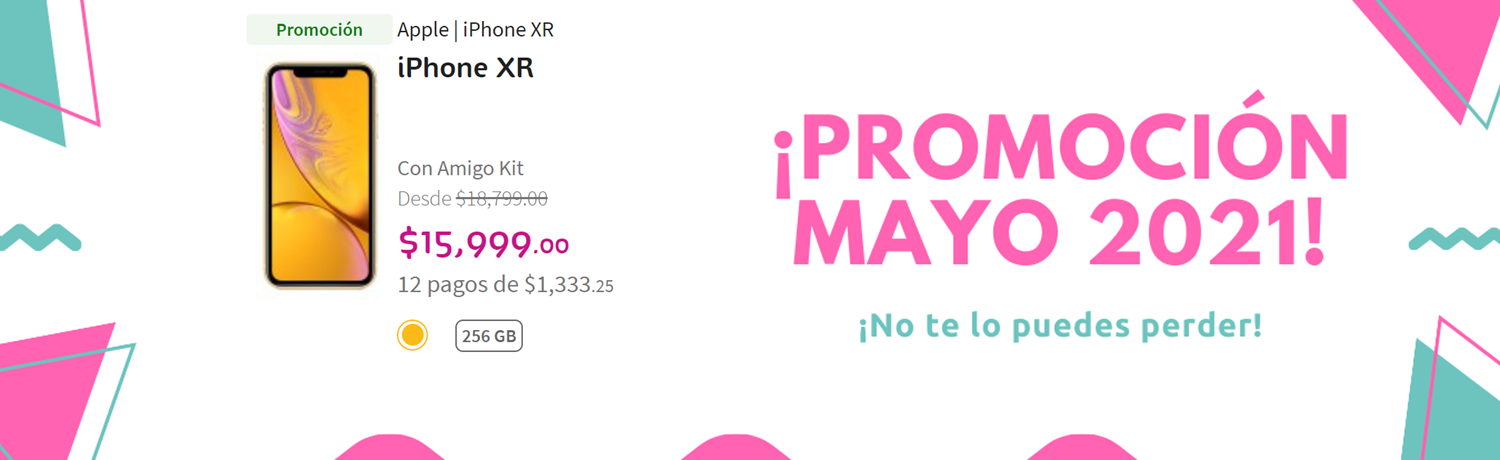 Promoción
Apple | iPhone XR
iPhone XR
Con Amigo Kit
Desde $18,799.00
$15,999.00
12 pagos de $1,333.25
256 GB
¡PROMOCIÓN
MAYO 2021!
¡No te lo puedes perder!